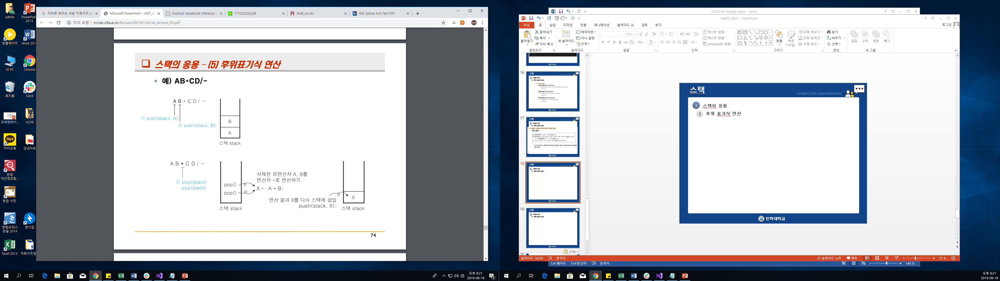 admin
PowerPoint 2013
팟플레이어
Word 2013
내 PC
Chrome
휴지통
Slack
프레젠테이...
VLDB
카카오톡
강의자료
한컴
개인정보탐...
한컴 사전
한컴오피스 한글 2014
반디집
Excel 2013
자료구조템
자바로 배우는 쉬운 자료구조 pd
Microsoft PowerPoint - ch07_스
Practical Variational Inference fo
1710.03222.pdf
draft_rev.dvi
IEEE Xplore Full-Text PDF:
주의 요함
mclab.silla.ac.kr/lecture/201301/ds/ds_lecture_05.pdf
스택의 응용 – (5) 후위표기식 연산
예) AB*CD/-
A B * C D / −
① push(stack, A)
② push(stack, B)
B
A
스택 stack
A B * C D / −
③ pop(stack)
pop(stack)
pop()
pop()
스택 stack
삭제한 피연산자 A, B를
연산자 *로 연산하기
X ← A * B;
연산 결과 X를 다시 스택에 삽입
push(stack, X);
X
스택 stack
74
(2019.09.18)daily report - Word
week4_Stack - PowerPoint
파일 홈 삽입 디자인 전환 애니메이션 슬라이드 쇼 검토 보기
로그인
붙여넣기
잘라내기
복사
서식 복사
클립보드
새 슬라이드
레이아웃
다시 설정
구역
슬라이드
15+
글꼴
텍스트 방향
텍스트 맞춤
SmartArt로 변환
단락
정렬
빠른 스타일
도형 채우기
도형 윤곽선
도형 효과
그리기
찾기
바꾸기
선택
편집
결합
교차
병합
빼기
새 그룹
16
17
18
19
20
(Ctrl)
스택
COMPUTER ENGINEERING
3 스택의 응용
1 후위 표기식 연산
인하대학교
슬라이드 18/20
한국어
슬라이드 노트
메모
75 %
1/4 페이지
514개 단어
한국어
140 %
오후 8:21
2019-09-19
오후 8:21
2019-09-19